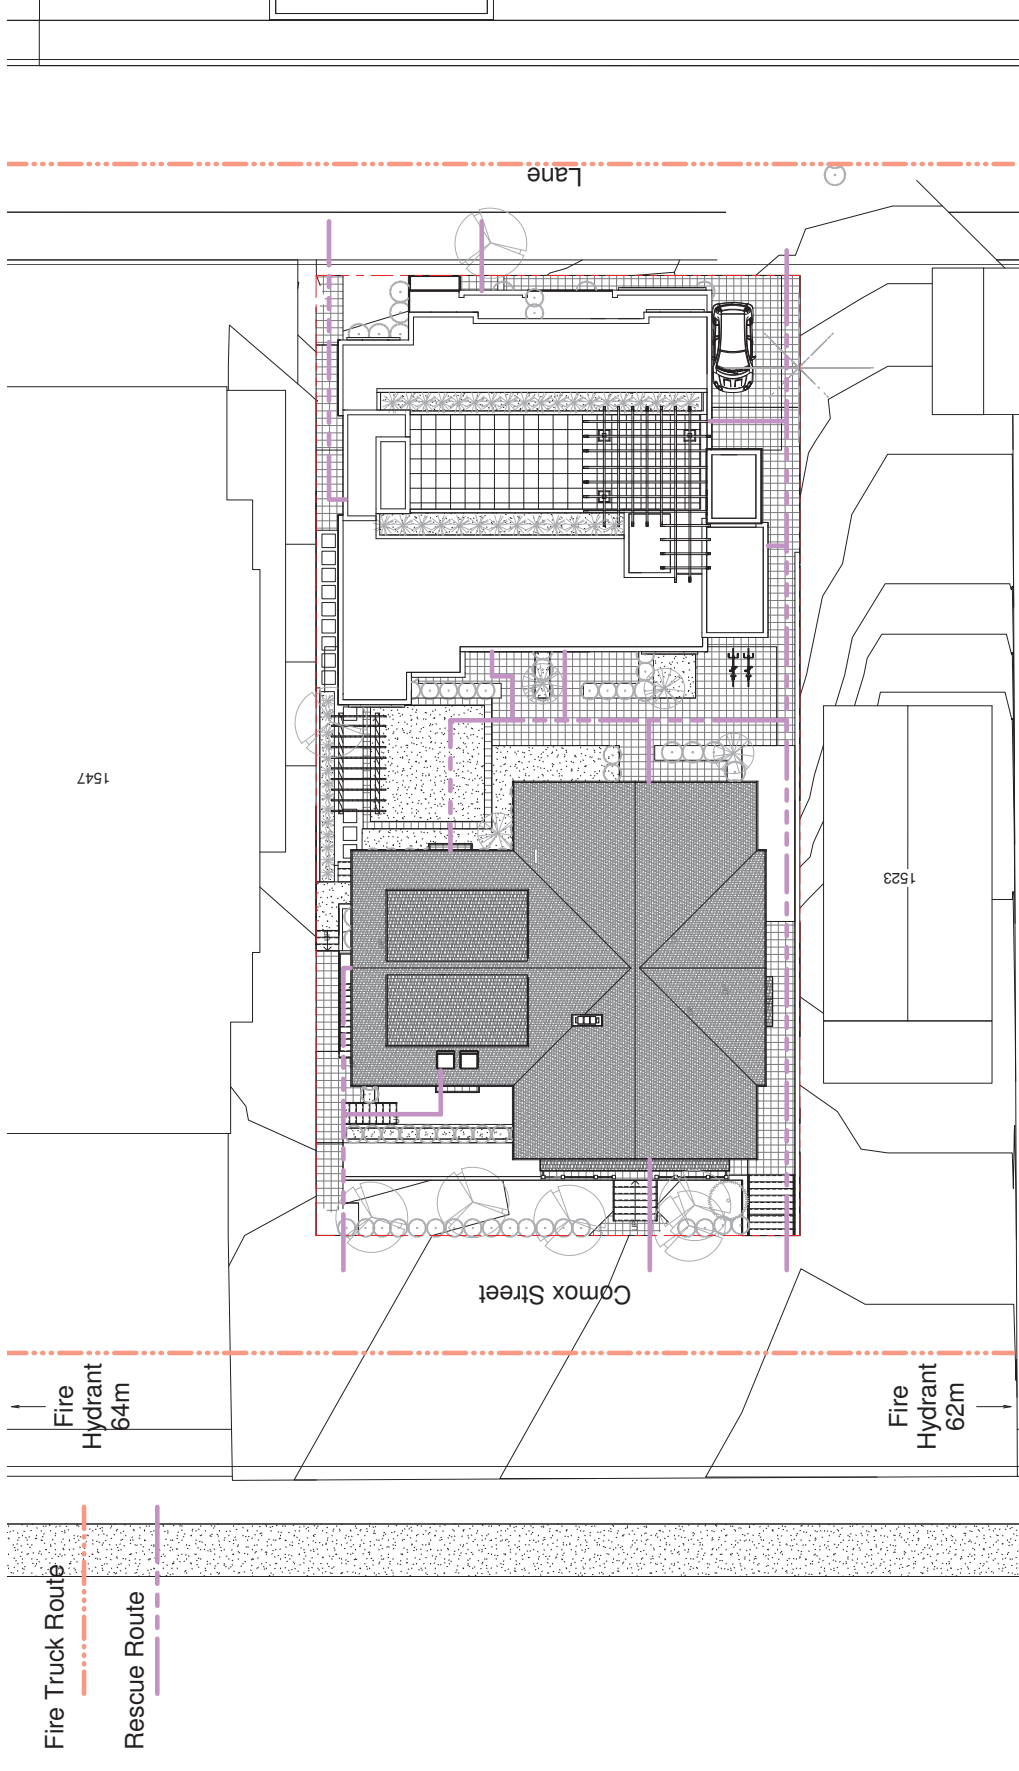 Lane
1547
1523
Comox Street
Fire
Hydrant
64m
Fire
Hydrant
62m
Fire Truck Route
Rescue Route